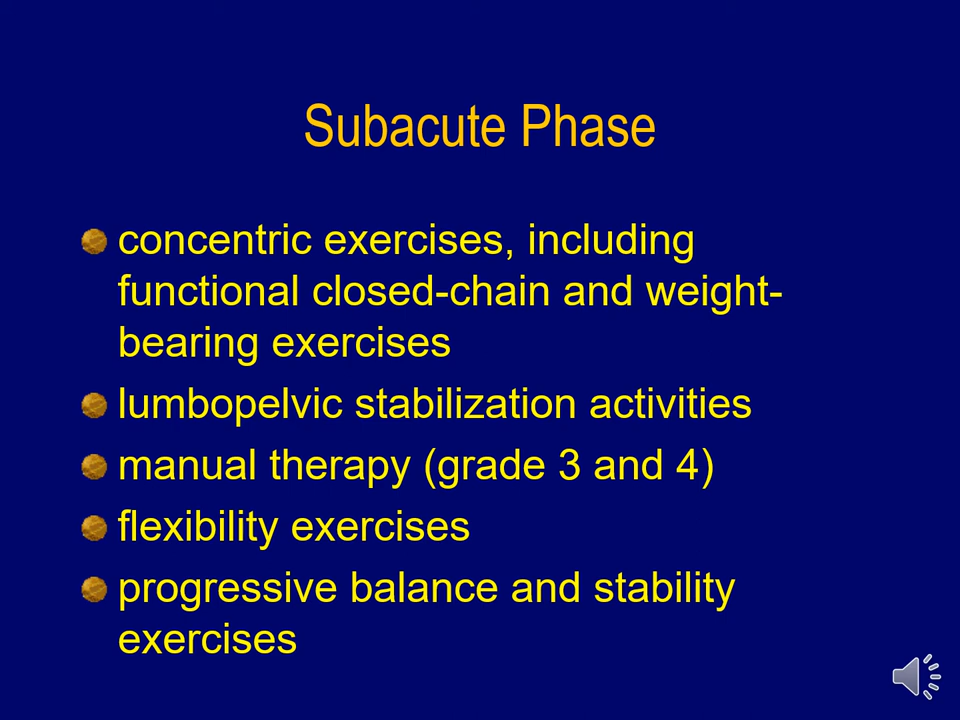 Subacute Phase
concentric exercises, including
functional closed-chain and weight-
bearing exercises
lumbopelvic stabilization activities
manual therapy (grade 3 and 4)
flexibility exercises
progressive balance and stability
exercises